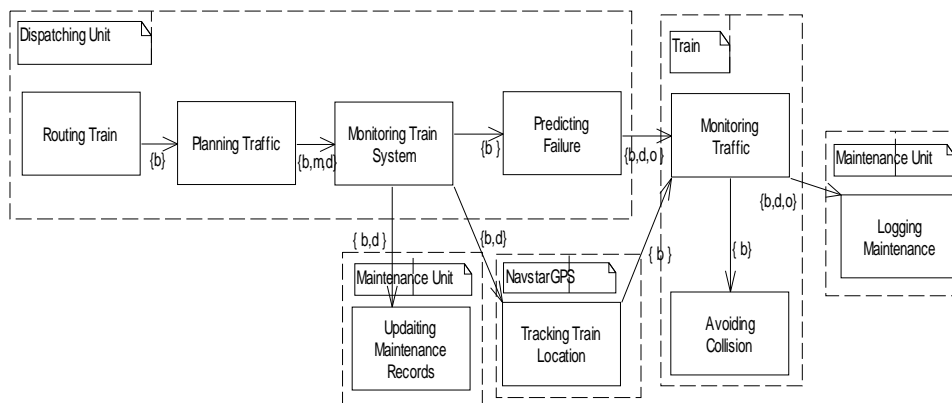 Dispatching Unit
Train
Routing Train
Planning Traffic
Monitoring Train
System
Predicting
Failure
Monitoring
Traffic
{b}
{b,m,d}
{b }
{b,d,o }
Maintenance Unit
{b,d,o}
Logging
Maintenance
{ b,d }
{b,d}
{ b }
{ b}
Maintenance Unit
NavstarGPS
Updaiting
Maintenance
Records
Tracking Train
Location
Avoiding
Collision